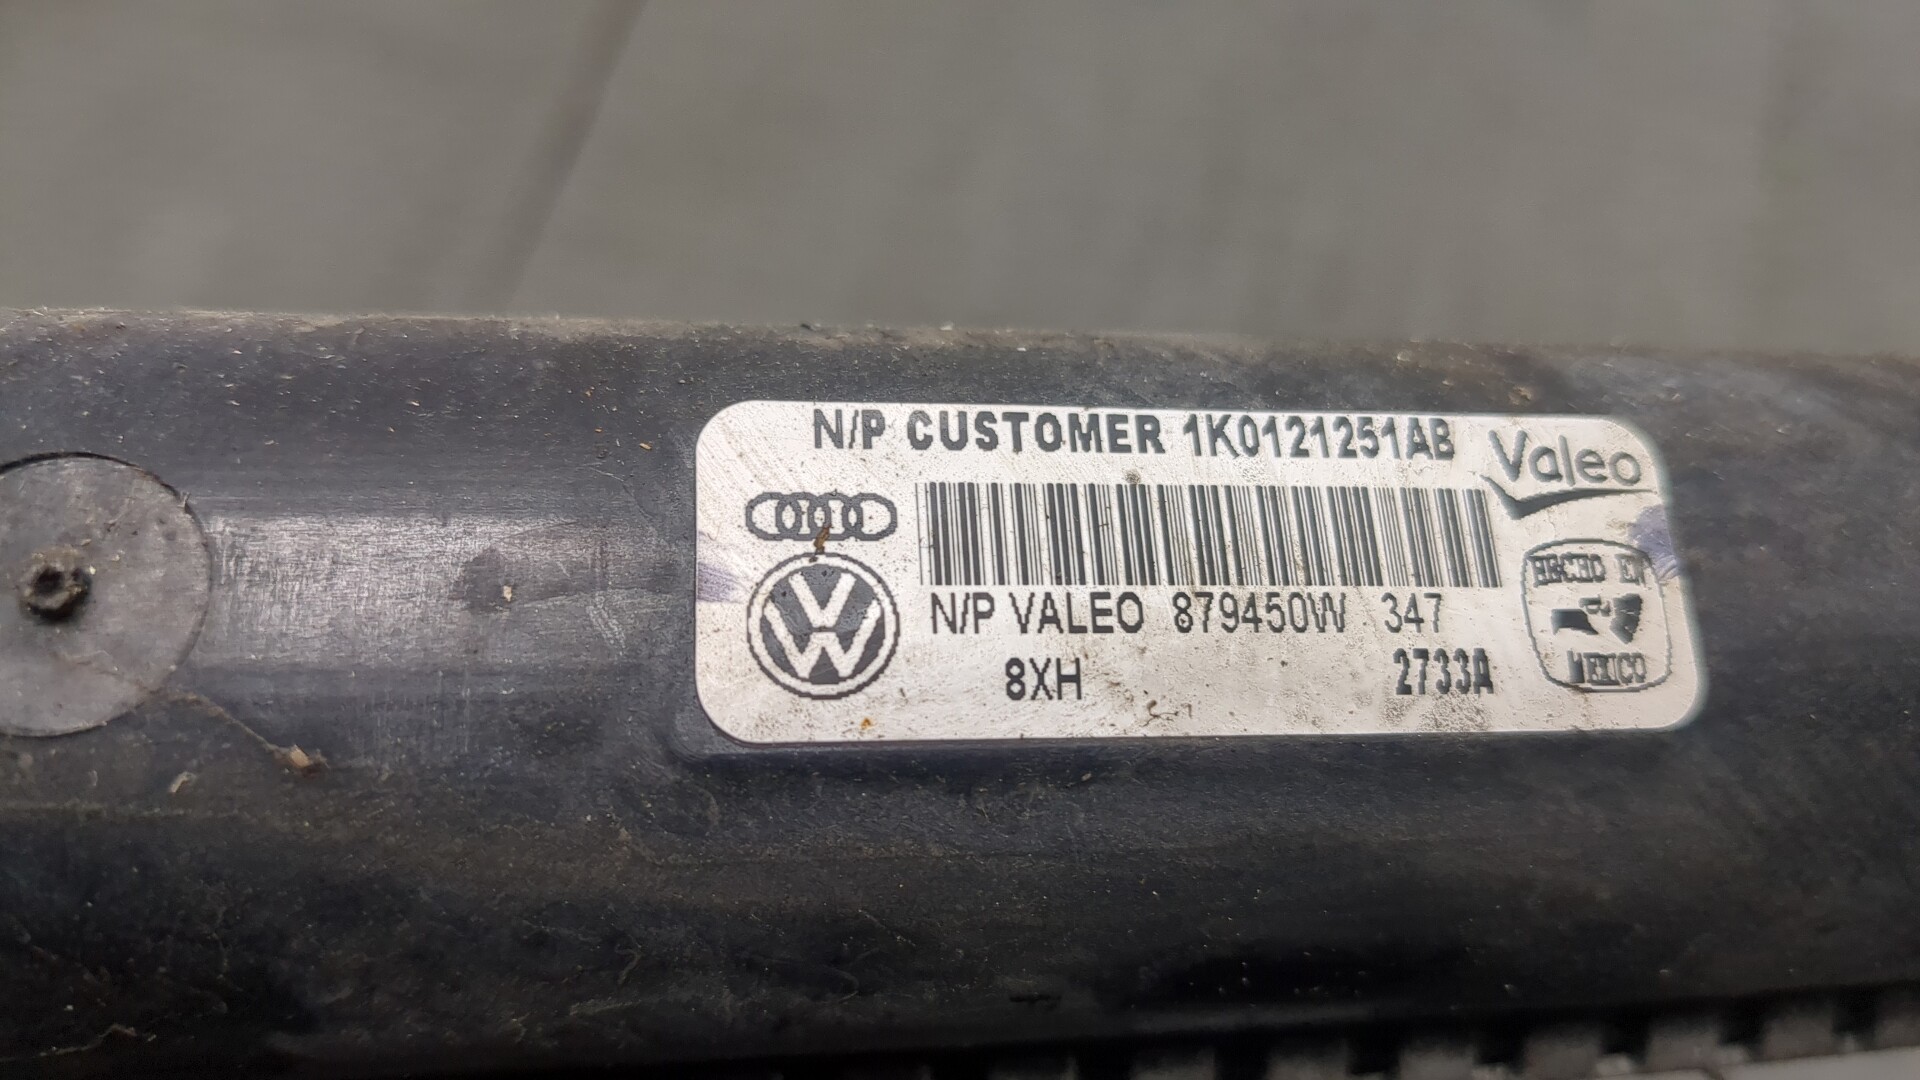 N/P CUSTOMER 1K0121251AB
Valeo
N/P VALEO 879450W 347
8XH 2733A
HECHO EN
MEXICO